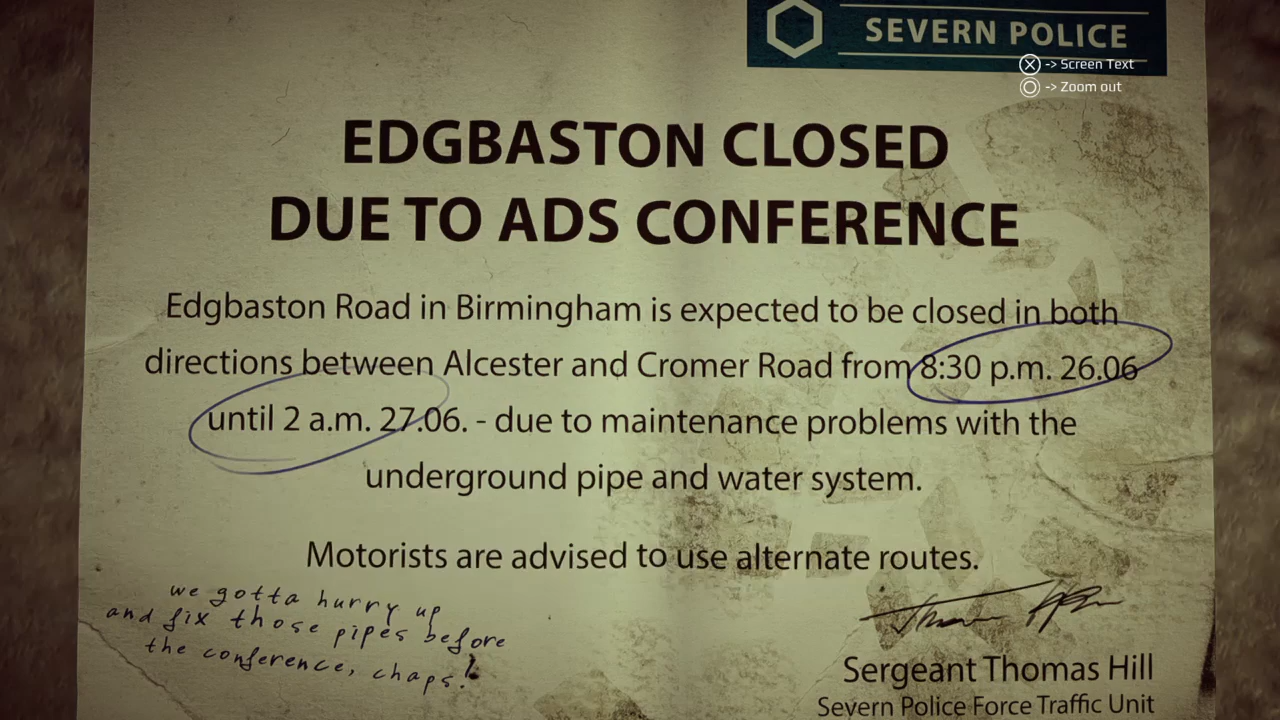 SEVERN POLICE
Ⓧ -> Screen Text
◯ -> Zoom out
EDGBASTON CLOSED
DUE TO ADS CONFERENCE
Edgbaston Road in Birmingham is expected to be closed in both
directions between Alcester and Cromer Road from 8:30 p.m. 26.06
until 2 a.m. 27.06. - due to maintenance problems with the
underground pipe and water system.
Motorists are advised to use alternate routes.
we gotta hurry up
and fix those pipes before
the conference, chaps!
Sergeant Thomas Hill
Severn Police Force Traffic Unit